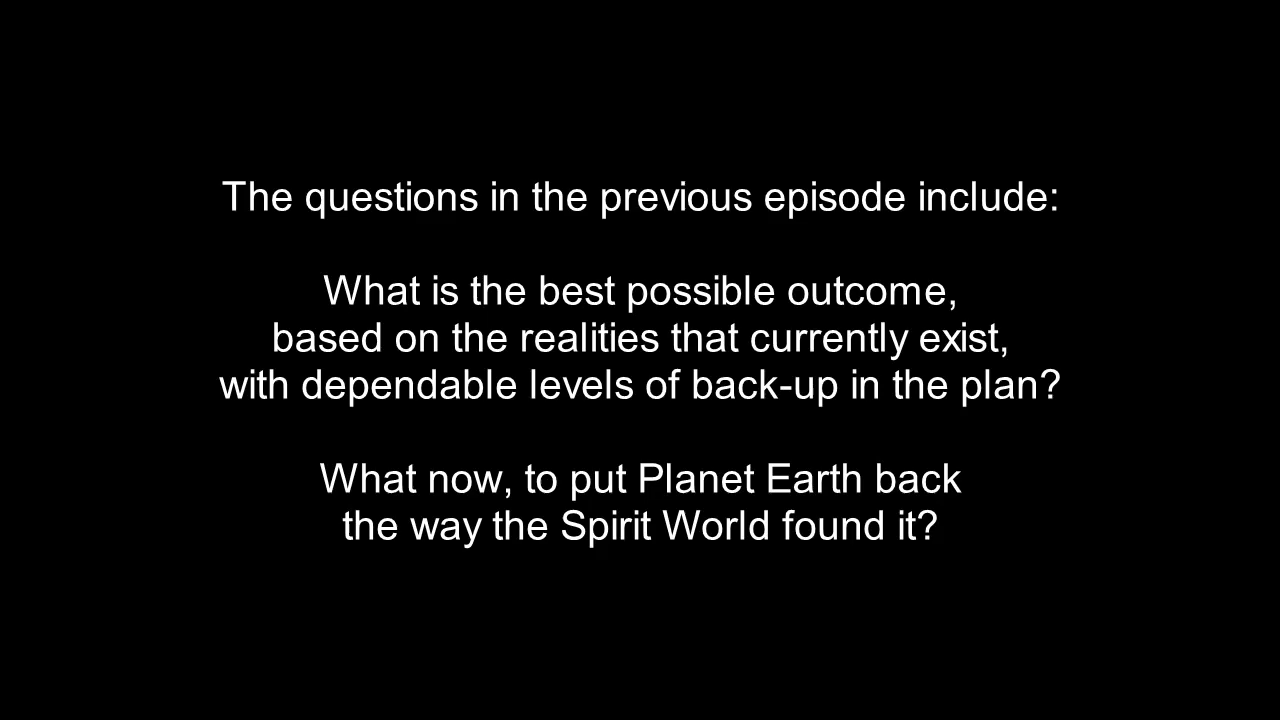 The questions in the previous episode include:
What is the best possible outcome,
based on the realities that currently exist,
with dependable levels of back-up in the plan?
What now, to put Planet Earth back
the way the Spirit World found it?